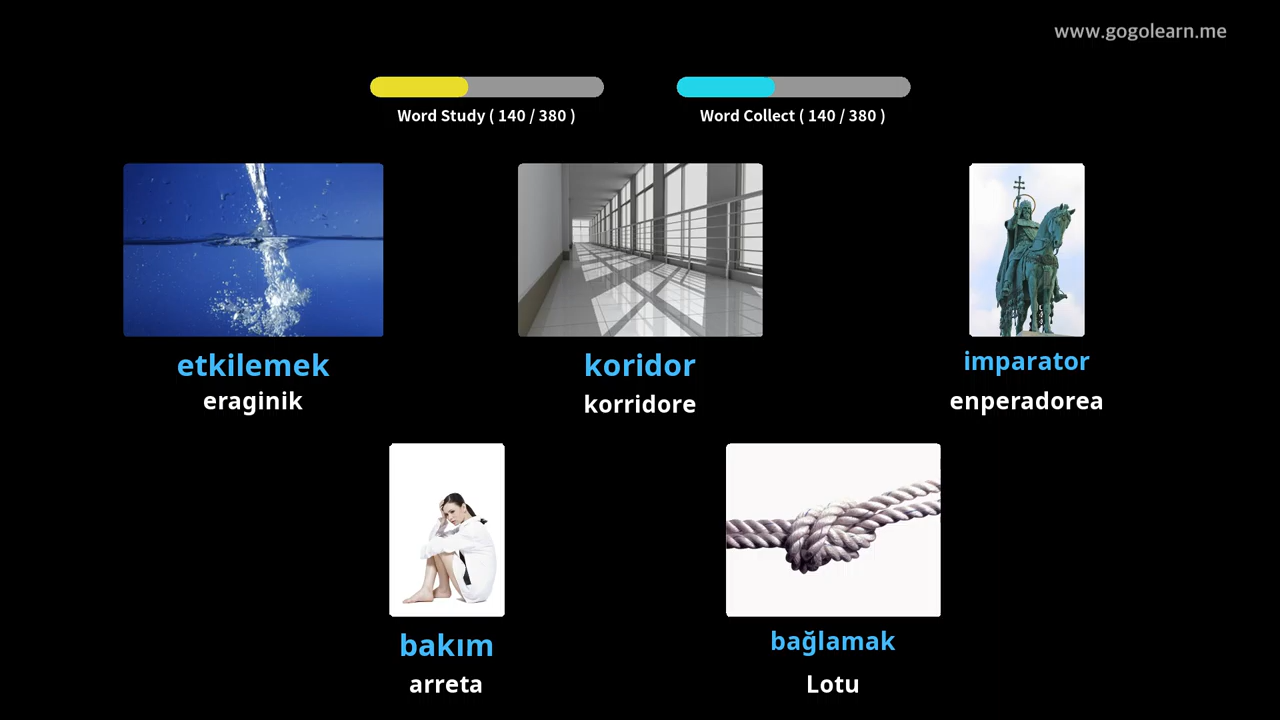 www.gogolearn.me
Word Study ( 140 / 380 )
Word Collect ( 140 / 380 )
etkilemek
eraginik
koridor
korridore
imparator
enperadorea
bakım
arreta
bağlamak
Lotu